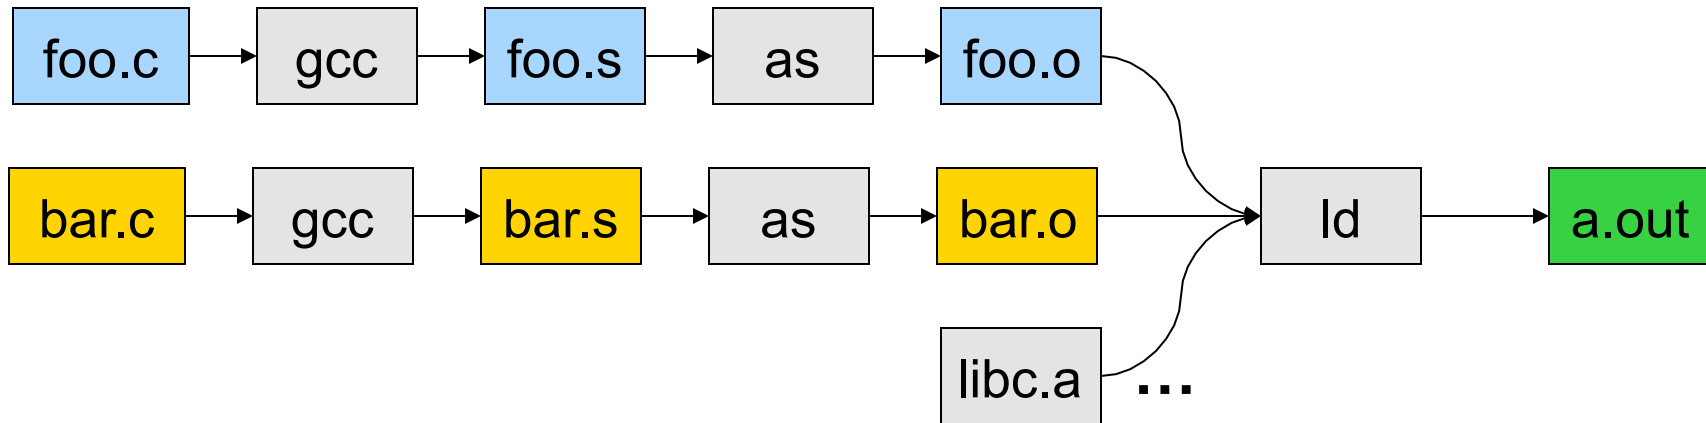 foo.c gcc foo.s as foo.o
bar.c gcc bar.s as bar.o ld a.out
libc.a ...